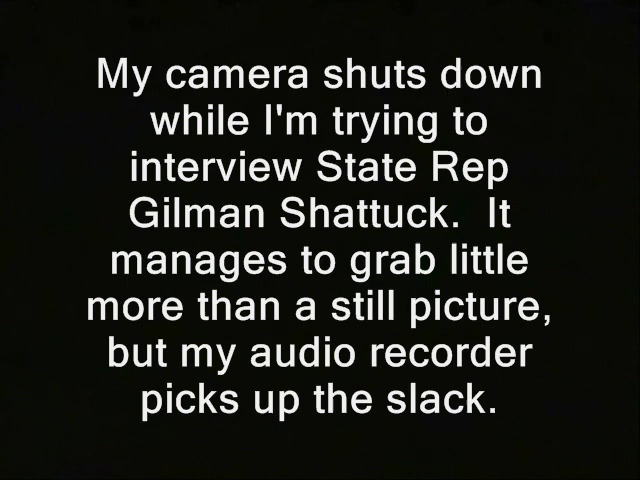 My camera shuts down
while I'm trying to
interview State Rep
Gilman Shattuck.  It
manages to grab little
more than a still picture,
but my audio recorder
picks up the slack.